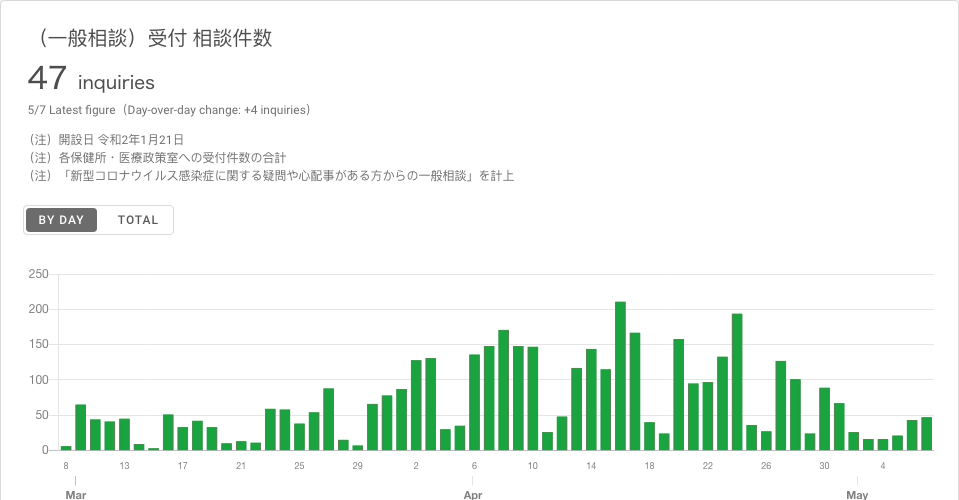 （一般相談）受付 相談件数
47 inquiries
5/7 Latest figure（Day-over-day change: +4 inquiries）
（注）開設日 令和2年1月21日
（注）各保健所・医療政策室への受付件数の合計
（注）「新型コロナウイルス感染症に関する疑問や心配事がある方からの一般相談」を計上
BY DAY TOTAL
250
200
150
100
50
0
8 13 17 21 25 29 2 6 10 14 18 22 26 30 4
Mar Apr May